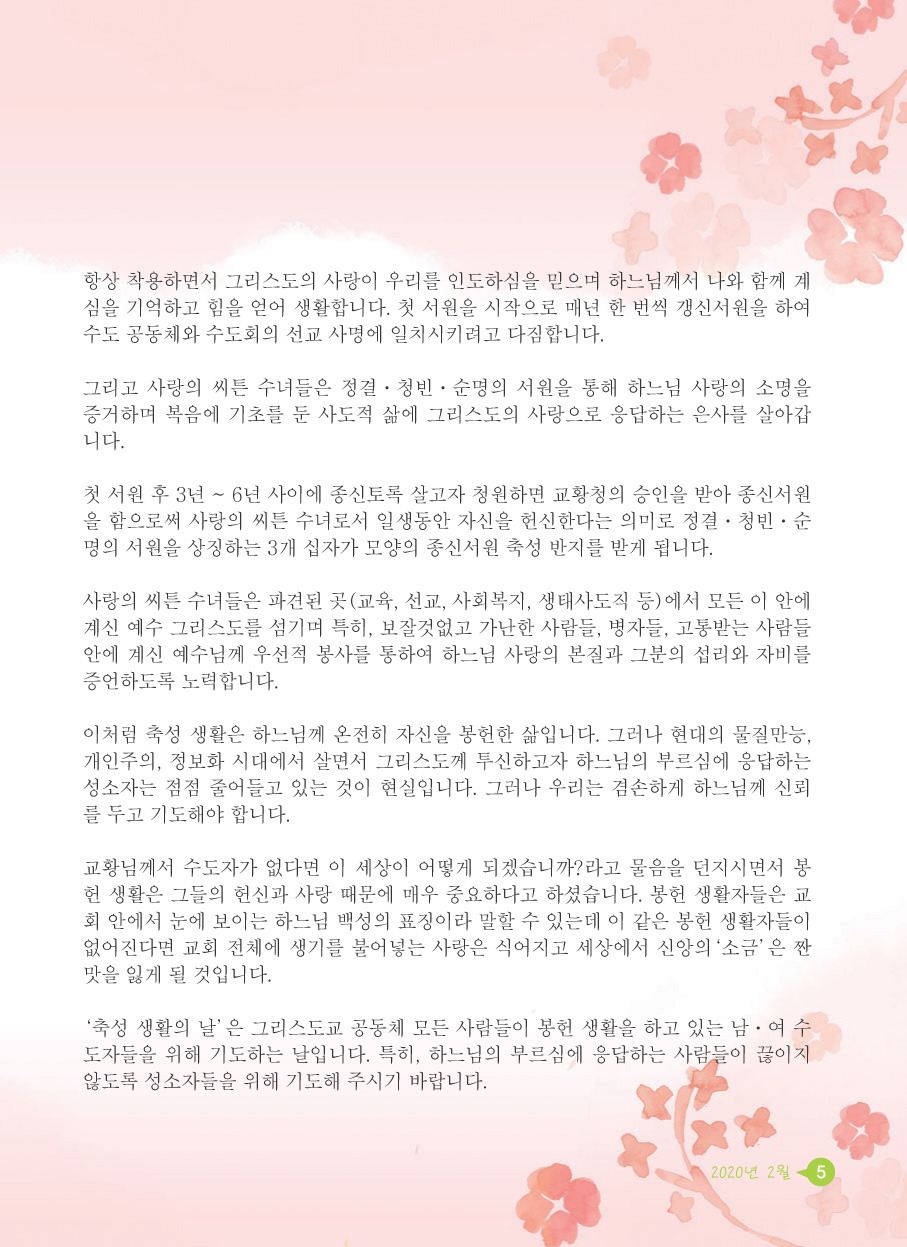 항상 착용하면서 그리스도의 사랑이 우리를 인도하심을 믿으며 하느님께서 나와 함께 계
심을 기억하고 힘을 얻어 생활합니다. 첫 서원을 시작으로 매년 한 번씩 갱신서원을 하여
수도 공동체와 수도회의 선교 사명에 일치시키려고 다짐합니다.
그리고 사랑의 씨튼 수녀들은 정결·청빈·순명의 서원을 통해 하느님 사랑의 소명을
증거하며 복음에 기초를 둔 사도적 삶에 그리스도의 사랑으로 응답하는 은사를 살아갑
니다.
첫 서원 후 3년 ~ 6년 사이에 종신토록 살고자 청원하면 교황청의 승인을 받아 종신서원
을 함으로써 사랑의 씨튼 수녀로서 일생동안 자신을 헌신한다는 의미로 정결·청빈·순
명의 서원을 상징하는 3개 십자가 모양의 종신서원 축성 반지를 받게 됩니다.
사랑의 씨튼 수녀들은 파견된 곳(교육, 선교, 사회복지, 생태사도직 등)에서 모든 이 안에
계신 예수 그리스도를 섬기며 특히, 보잘것없고 가난한 사람들, 병자들, 고통받는 사람들
안에 계신 예수님께 우선적 봉사를 통하여 하느님 사랑의 본질과 그분의 섭리와 자비를
증언하도록 노력합니다.
이처럼 축성 생활은 하느님께 온전히 자신을 봉헌한 삶입니다. 그러나 현대의 물질만능,
개인주의, 정보화 시대에서 살면서 그리스도께 투신하고자 하느님의 부르심에 응답하는
성소자는 점점 줄어들고 있는 것이 현실입니다. 그러나 우리는 겸손하게 하느님께 신뢰
를 두고 기도해야 합니다.
교황님께서 수도자가 없다면 이 세상이 어떻게 되겠습니까?라고 물음을 던지시면서 봉
헌 생활은 그들의 헌신과 사랑 때문에 매우 중요하다고 하셨습니다. 봉헌 생활자들은 교
회 안에서 눈에 보이는 하느님 백성의 표징이라 말할 수 있는데 이 같은 봉헌 생활자들이
없어진다면 교회 전체에 생기를 불어넣는 사랑은 식어지고 세상에서 신앙의 ‘소금’은 짠
맛을 잃게 될 것입니다.
‘축성 생활의 날’은 그리스도교 공동체 모든 사람들이 봉헌 생활을 하고 있는 남·여 수
도자들을 위해 기도하는 날입니다. 특히, 하느님의 부르심에 응답하는 사람들이 끊이지
않도록 성소자들을 위해 기도해 주시기 바랍니다.
2020년 2월 5